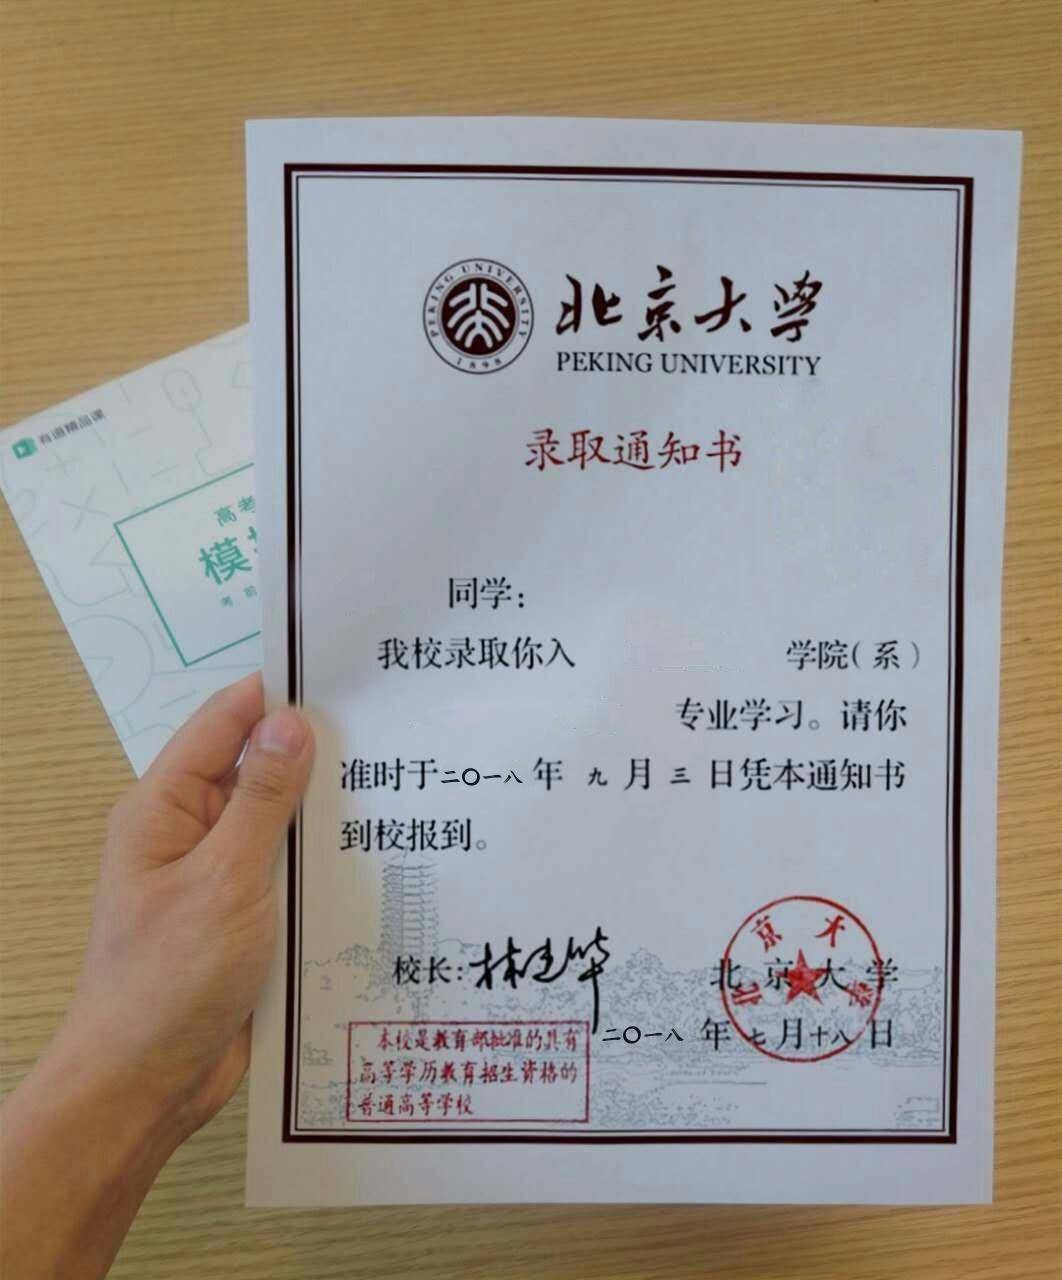 PEKING UNIVERSITY
1898
北京大学
PEKING UNIVERSITY
录取通知书
同学：
我校录取你入 学院（系）
专业学习。请你
准时于二〇一八年 九 月 三 日凭本通知书
到校报到。
校长：林建华
北京大学
北京大学
二〇一八 年 七 月十八日
本校是教育部批准的具有
高等学历教育招生资格的
普通高等学校
有道精品课
高考
模
考前